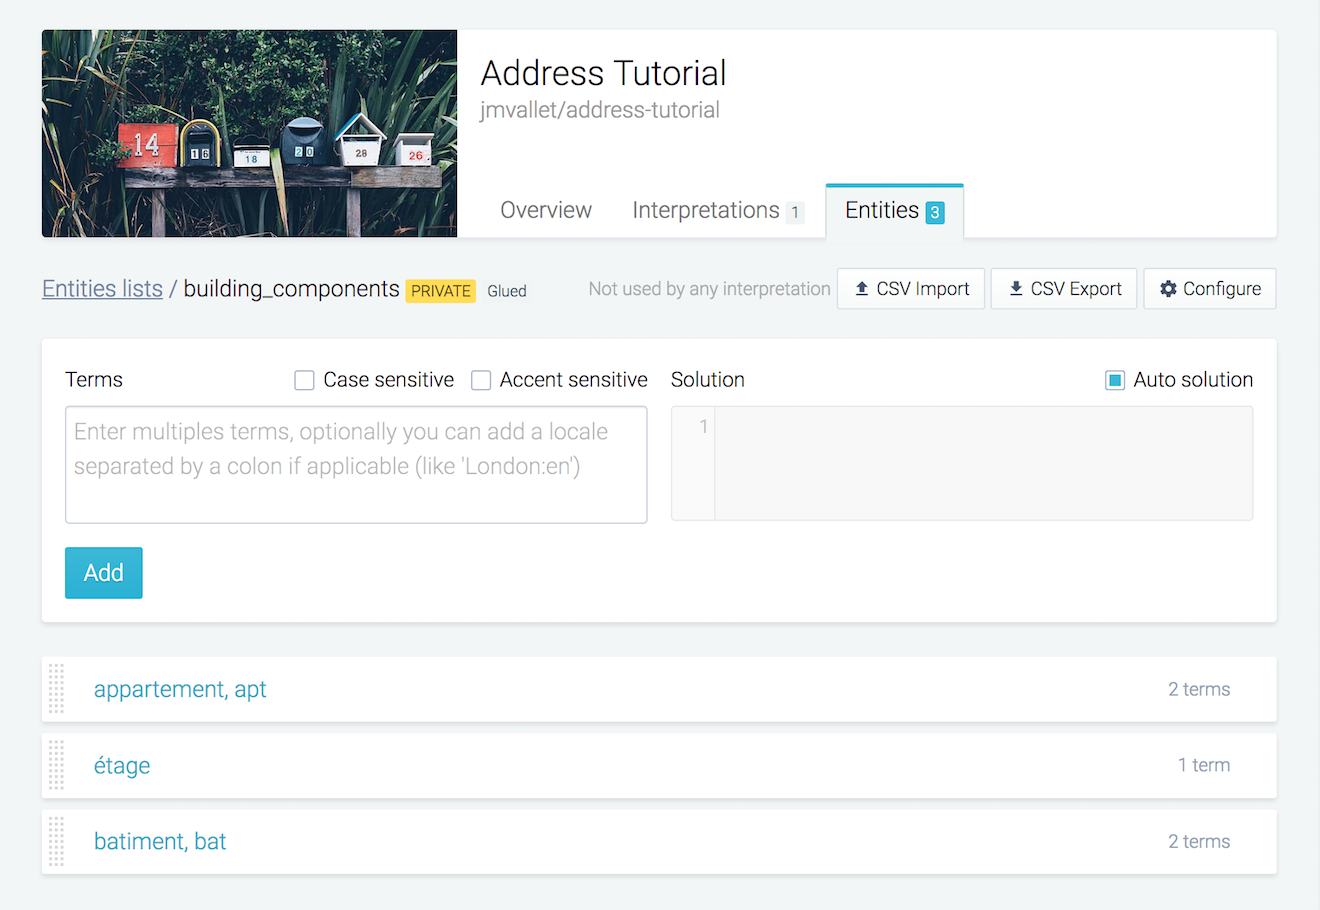 14
16
18
20
28
26
Address Tutorial
jmvallet/address-tutorial
Overview
Interpretations 1
Entities 3
Entities lists / building_components PRIVATE Glued
Not used by any interpretation
CSV Import
CSV Export
Configure
Terms
Case sensitive
Accent sensitive
Solution
Auto solution
Enter multiples terms, optionally you can add a locale
separated by a colon if applicable (like 'London:en')
1
Add
appartement, apt
2 terms
étage
1 term
batiment, bat
2 terms